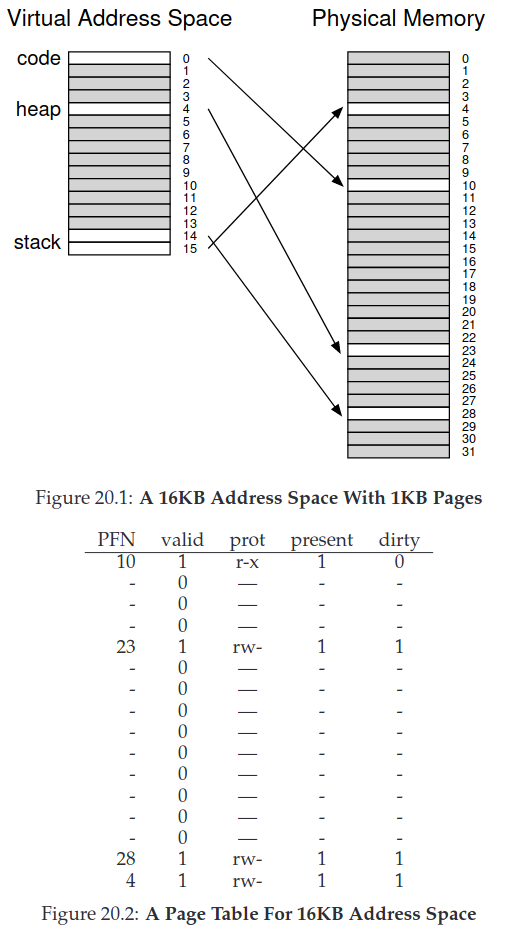 Virtual Address Space
code 0
1
2
3
heap 4
5
6
7
8
9
10
11
12
13
stack 14
15
Physical Memory
0
1
2
3
4
5
6
7
8
9
10
11
12
13
14
15
16
17
18
19
20
21
22
23
24
25
26
27
28
29
30
31
Figure 20.1: A 16KB Address Space With 1KB Pages
PFN valid prot present dirty
10 1 r-x 1 0
- 0 — - -
- 0 — - -
- 0 — - -
23 1 rw- 1 1
- 0 — - -
- 0 — - -
- 0 — - -
- 0 — - -
- 0 — - -
- 0 — - -
- 0 — - -
- 0 — - -
- 0 — - -
28 1 rw- 1 1
4 1 rw- 1 1
Figure 20.2: A Page Table For 16KB Address Space